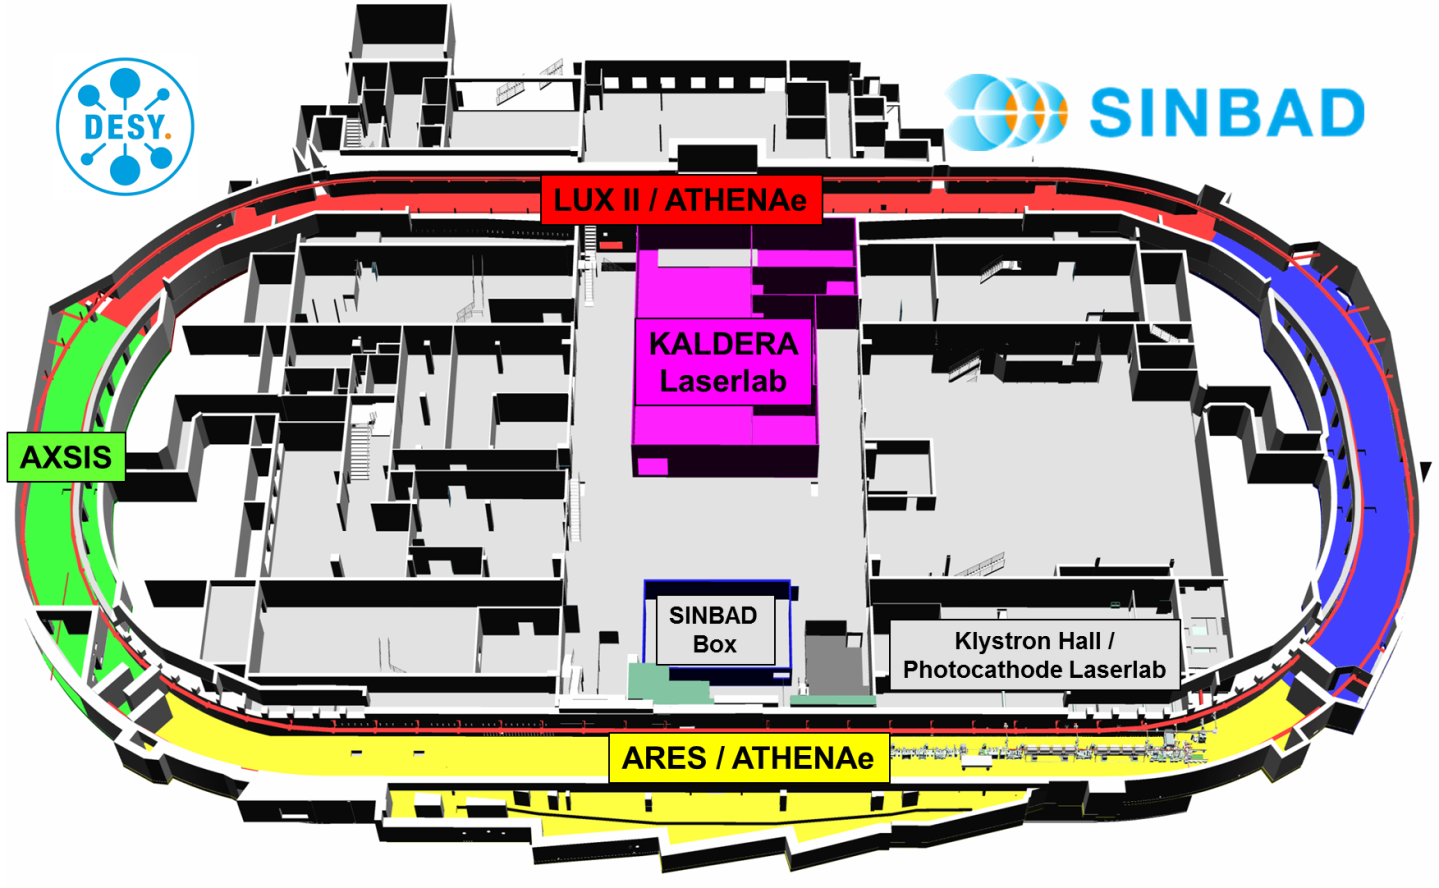 DESY.
SINBAD
LUX II / ATHENAe
KALDERA
Laserlab
AXSIS
SINBAD
Box
Klystron Hall /
Photocathode Laserlab
ARES / ATHENAe